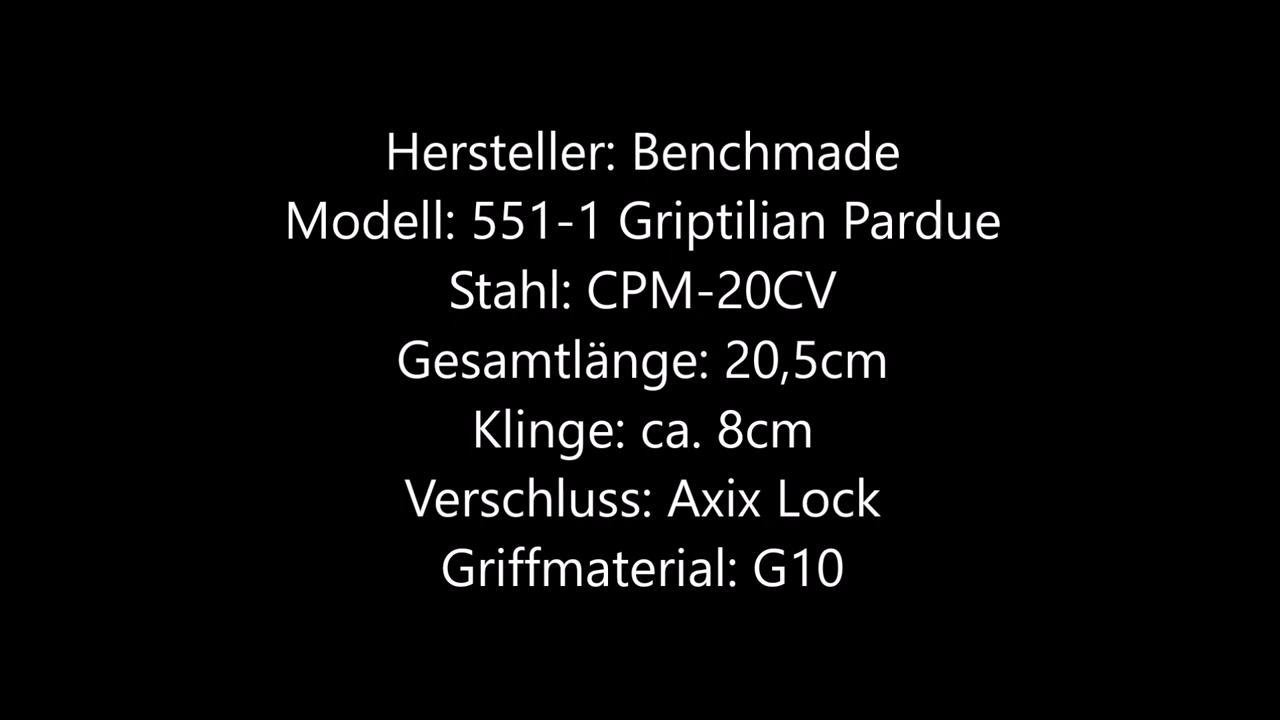 Hersteller: Benchmade
Modell: 551-1 Griptilian Pardue
Stahl: CPM-20CV
Gesamtlänge: 20,5cm
Klinge: ca. 8cm
Verschluss: Axix Lock
Griffmaterial: G10